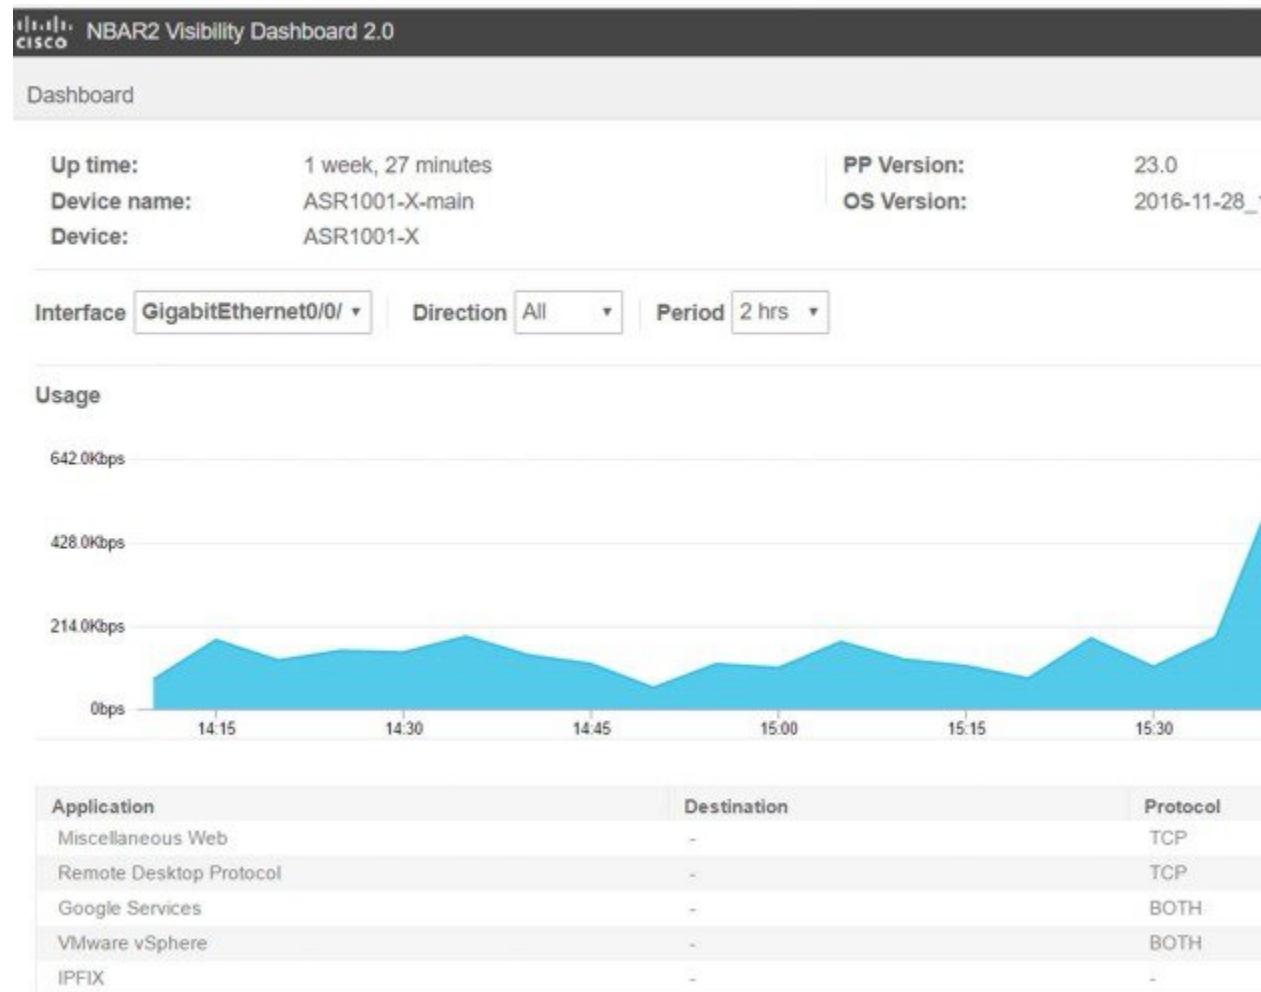 CISCO NBAR2 Visibility Dashboard 2.0
Dashboard
Up time: 1 week, 27 minutes PP Version: 23.0
Device name: ASR1001-X-main OS Version: 2016-11-28_
Device: ASR1001-X
Interface GigabitEthernet0/0/ Direction All Period 2 hrs
Usage
642.0Kbps
428.0Kbps
214.0Kbps
0bps
14:15 14:30 14:45 15:00 15:15 15:30
Application Destination Protocol
Miscellaneous Web - TCP
Remote Desktop Protocol - TCP
Google Services - BOTH
VMware vSphere - BOTH
IPFIX - -